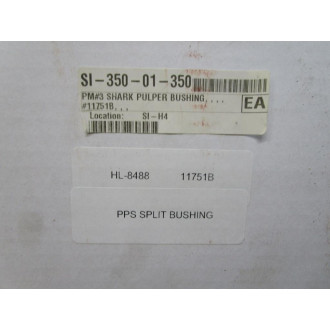 SI-350-01-350
PM#3 SHARK PULPER BUSHING,...
#11751B,,,
EA
Location: SI-H4
HL-8488 11751B
PPS SPLIT BUSHING